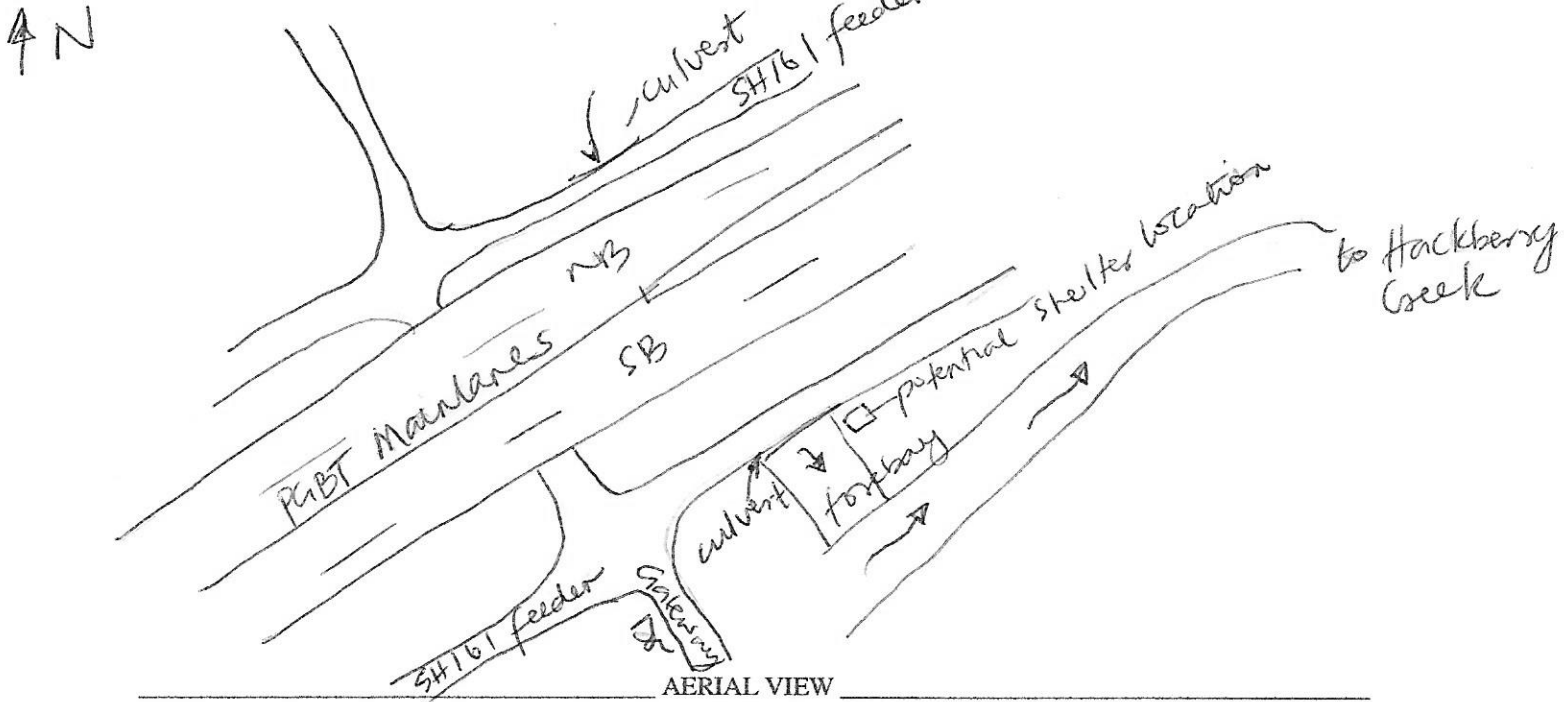 N
culvert
SH161 feeder
NB
SB
PGBT Mainlanes
potential shelter location
to Hackberry
Creek
culvert
forebay
SH161 feeder
Dr
AERIAL VIEW